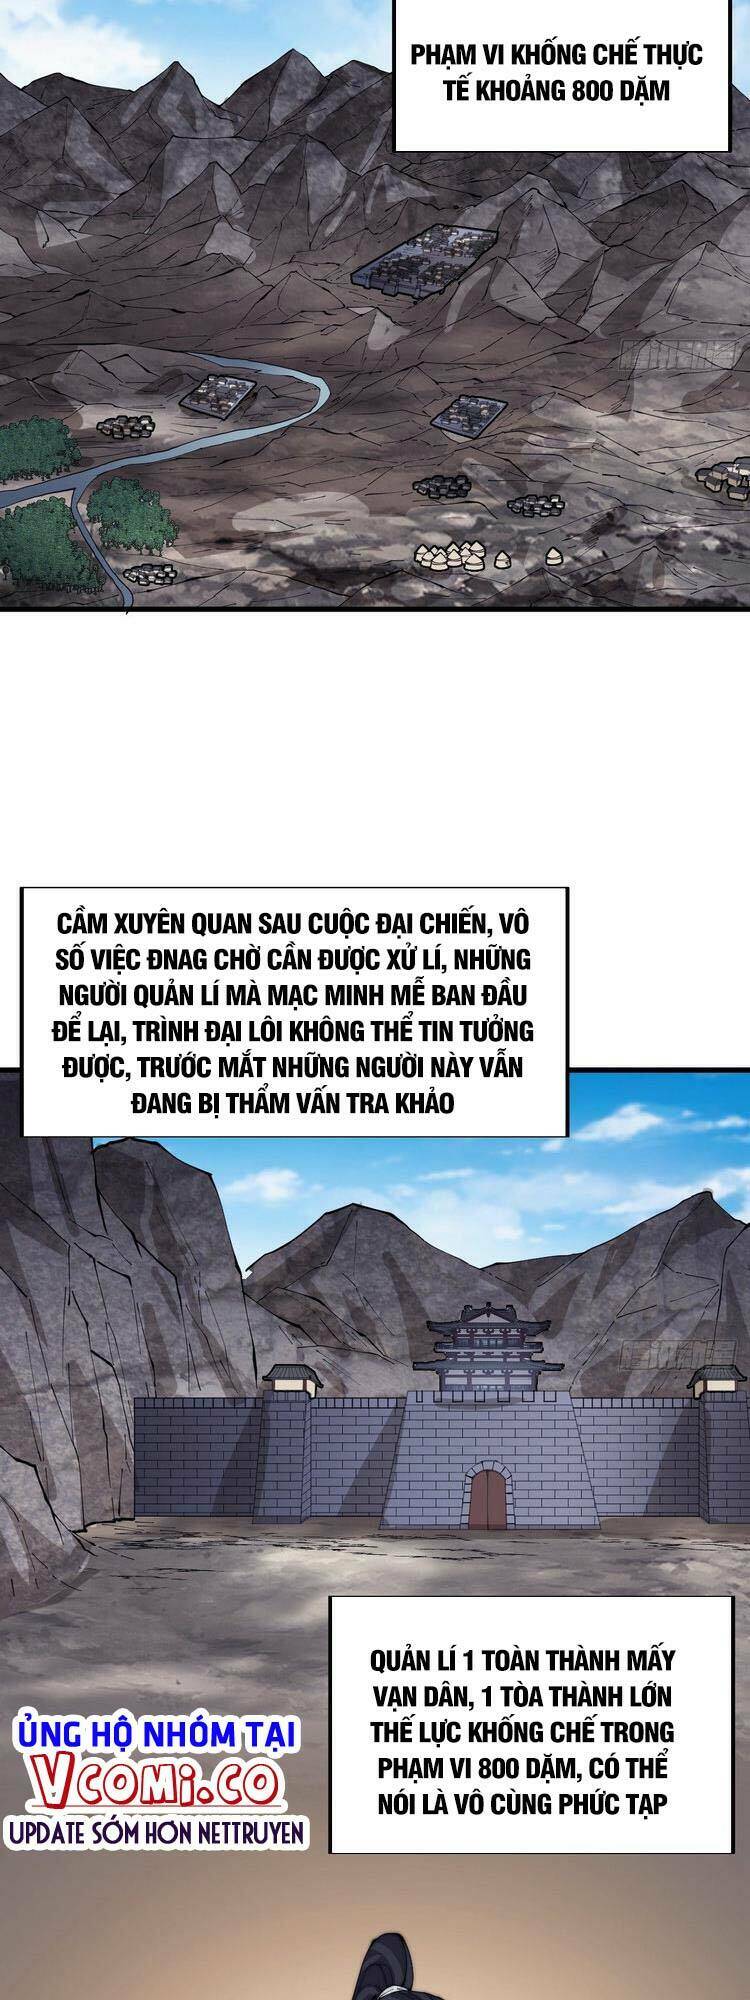 PHẠM VI KHỐNG CHẾ THỰC
TẾ KHOẢNG 800 DẶM
CẦM XUYÊN QUAN SAU CUỘC ĐẠI CHIẾN, VÔ
SỐ VIỆC ĐNAG CHỜ CẦN ĐƯỢC XỬ LÍ, NHỮNG
NGƯỜI QUẢN LÍ MÀ MẠC MINH MỄ BAN ĐẦU
ĐỂ LẠI, TRÌNH ĐẠI LÔI KHÔNG THỂ TIN TƯỞNG
ĐƯỢC, TRƯỚC MẮT NHỮNG NGƯỜI NÀY VẪN
ĐANG BỊ THẨM VẤN TRA KHẢO
QUẢN LÍ 1 TOÀN THÀNH MẤY
VẠN DÂN, 1 TÒA THÀNH LỚN
THẾ LỰC KHỐNG CHẾ TRONG
PHẠM VI 800 DẶM, CÓ THỂ
NÓI LÀ VÔ CÙNG PHỨC TẠP
ỦNG HỘ NHÓM TẠI
VCOMI.CO
UPDATE SỚM HƠN NETTRUYEN